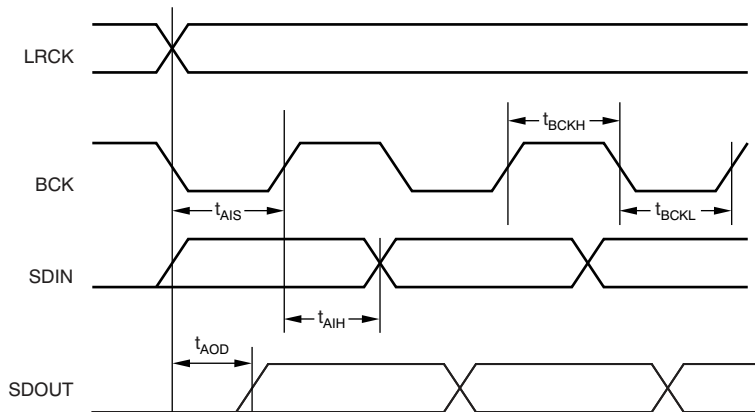 LRCK
tBCKH
BCK
tAIS
tBCKL
SDIN
tAIH
tAOD
SDOUT